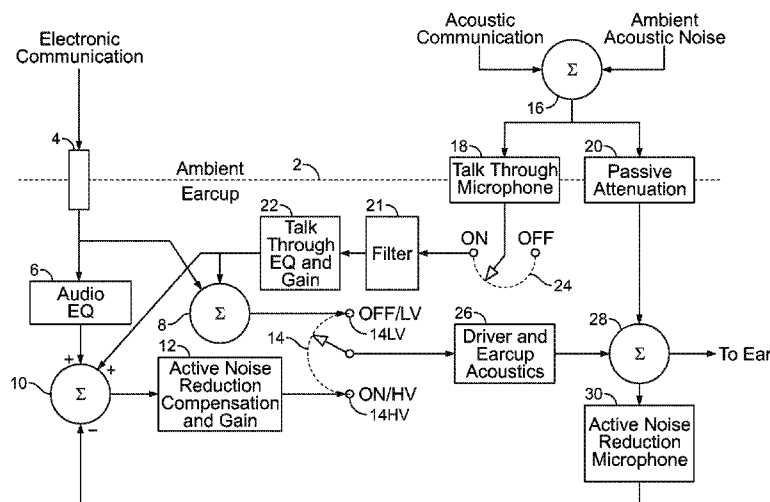 Electronic
Communication
Acoustic
Communication
Ambient
Acoustic Noise
Σ
16
4
18
20
Ambient
2
Earcup
Talk Through
Microphone
Passive
Attenuation
22
21
Talk
Through
EQ and
Gain
Filter
ON
OFF
24
6
Audio
EQ
8
Σ
OFF/LV
14LV
14
26
Driver and
Earcup
Acoustics
28
Σ
To Ear
12
10
Σ
+
+
−
Active Noise
Reduction
Compensation
and Gain
ON/HV
14HV
30
Active Noise
Reduction
Microphone